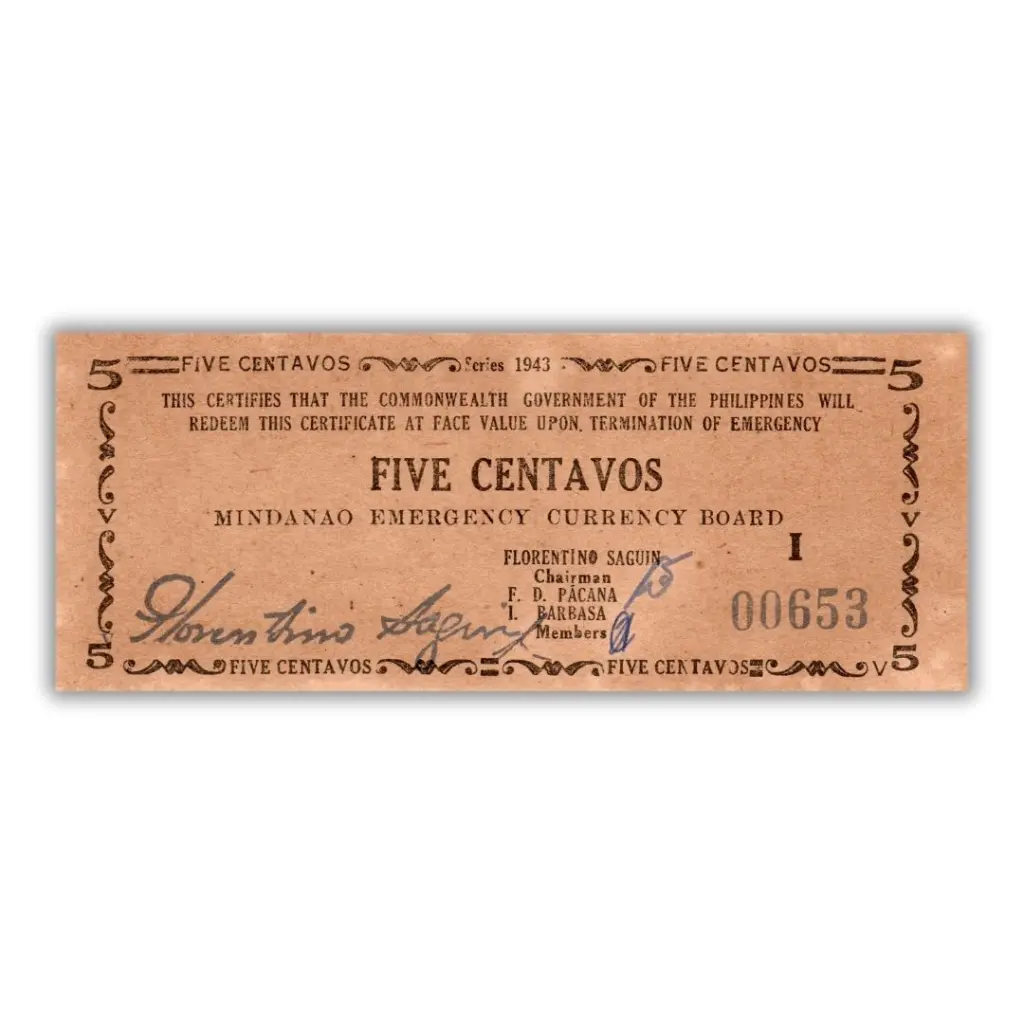 5 FIVE CENTAVOS Series 1943 FIVE CENTAVOS 5
THIS CERTIFIES THAT THE COMMONWEALTH GOVERNMENT OF THE PHILIPPINES WILL
REDEEM THIS CERTIFICATE AT FACE VALUE UPON, TERMINATION OF EMERGENCY
FIVE CENTAVOS
MINDANAO EMERGENCY CURRENCY BOARD
I
FLORENTINO SAGUIN
Chairman
F. D. PÁCANA
I. BARBASA
Members
00653
Florentino Saguin
5 FIVE CENTAVOS FIVE CENTAVOS V 5